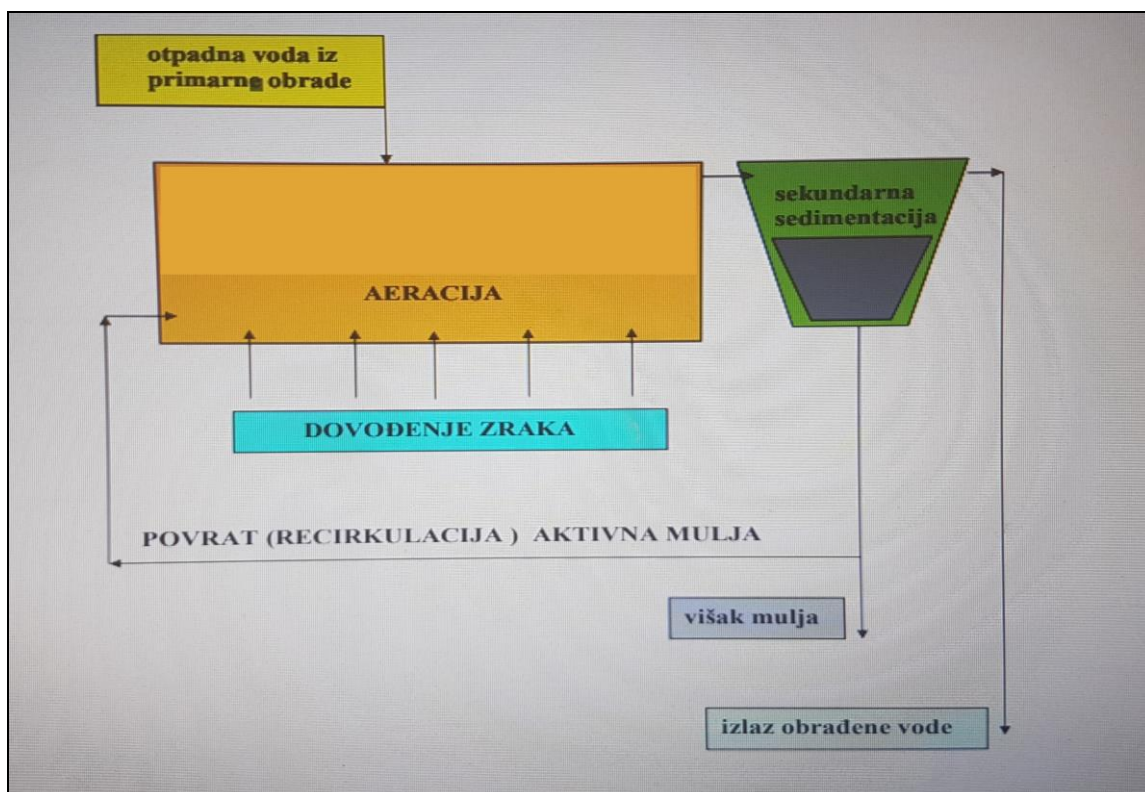 otpadna voda iz
primarne obrade
sekundarna
sedimentacija
AERACIJA
DOVOĐENJE ZRAKA
POVRAT (RECIRKULACIJA ) AKTIVNA MULJA
višak mulja
izlaz obrađene vode